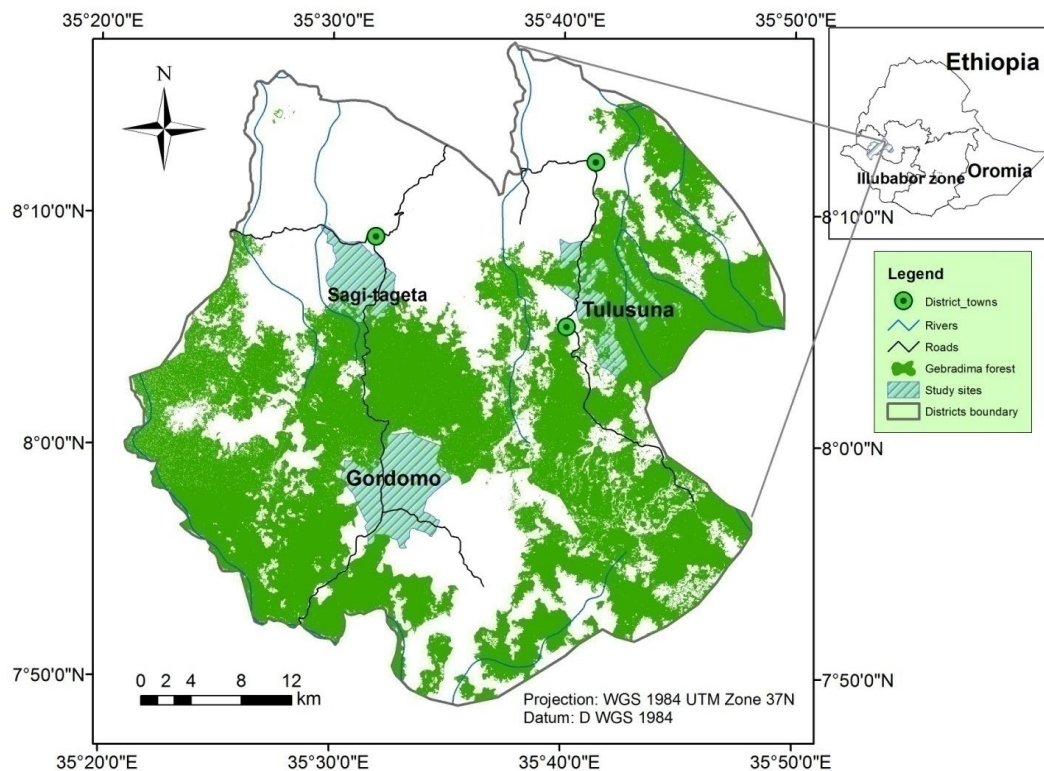 35°20'0"E
35°30'0"E
35°40'0"E
35°50'0"E
N
Ethiopia
Oromia
Illubabor zone
8°10'0"N
8°10'0"N
Sagi-tageta
Tulusuna
Legend
District_towns
Rivers
Roads
Gebradima forest
Study sites
Districts boundary
8°0'0"N
8°0'0"N
Gordomo
7°50'0"N
7°50'0"N
0 2 4 8 12
km
Projection: WGS 1984 UTM Zone 37N
Datum: D WGS 1984
35°20'0"E
35°30'0"E
35°40'0"E
35°50'0"E